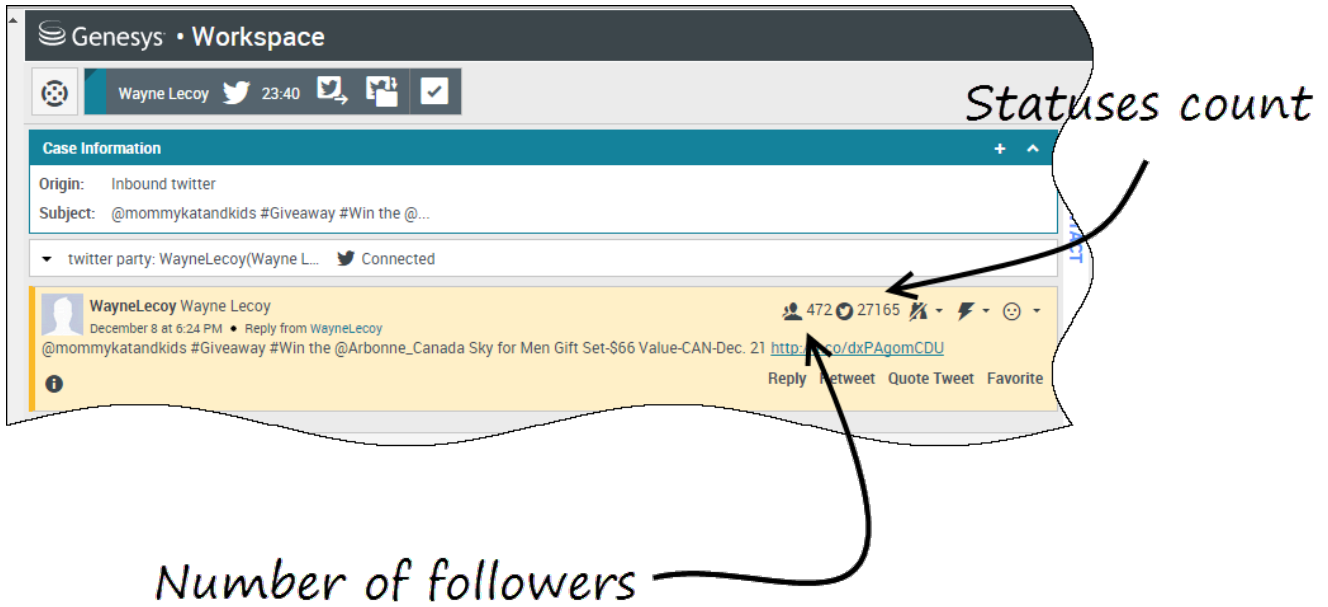 Genesys • Workspace
Wayne Lecoy 23:40
Statuses count
Case Information
Origin: Inbound twitter
Subject: @mommykatandkids #Giveaway #Win the @...
twitter party: WayneLecoy(Wayne L... Connected
WayneLecoy Wayne Lecoy 472 27165
December 8 at 6:24 PM • Reply from WayneLecoy
@mommykatandkids #Giveaway #Win the @Arbonne_Canada Sky for Men Gift Set-$66 Value-CAN-Dec. 21
Reply Retweet Quote Tweet Favorite
Number of followers